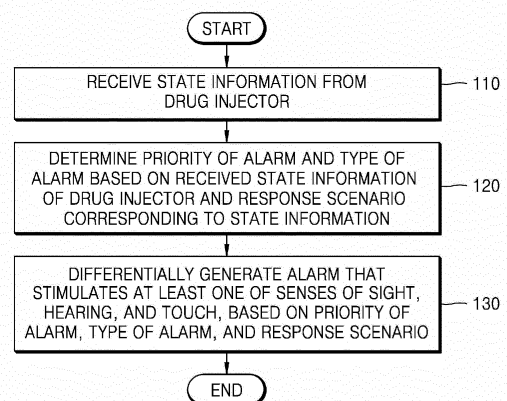 START
RECEIVE STATE INFORMATION FROM
DRUG INJECTOR
110
DETERMINE PRIORITY OF ALARM AND TYPE OF
ALARM BASED ON RECEIVED STATE INFORMATION
OF DRUG INJECTOR AND RESPONSE SCENARIO
CORRESPONDING TO STATE INFORMATION
120
DIFFERENTIALLY GENERATE ALARM THAT
STIMULATES AT LEAST ONE OF SENSES OF SIGHT,
HEARING, AND TOUCH, BASED ON PRIORITY OF
ALARM, TYPE OF ALARM, AND RESPONSE SCENARIO
130
END